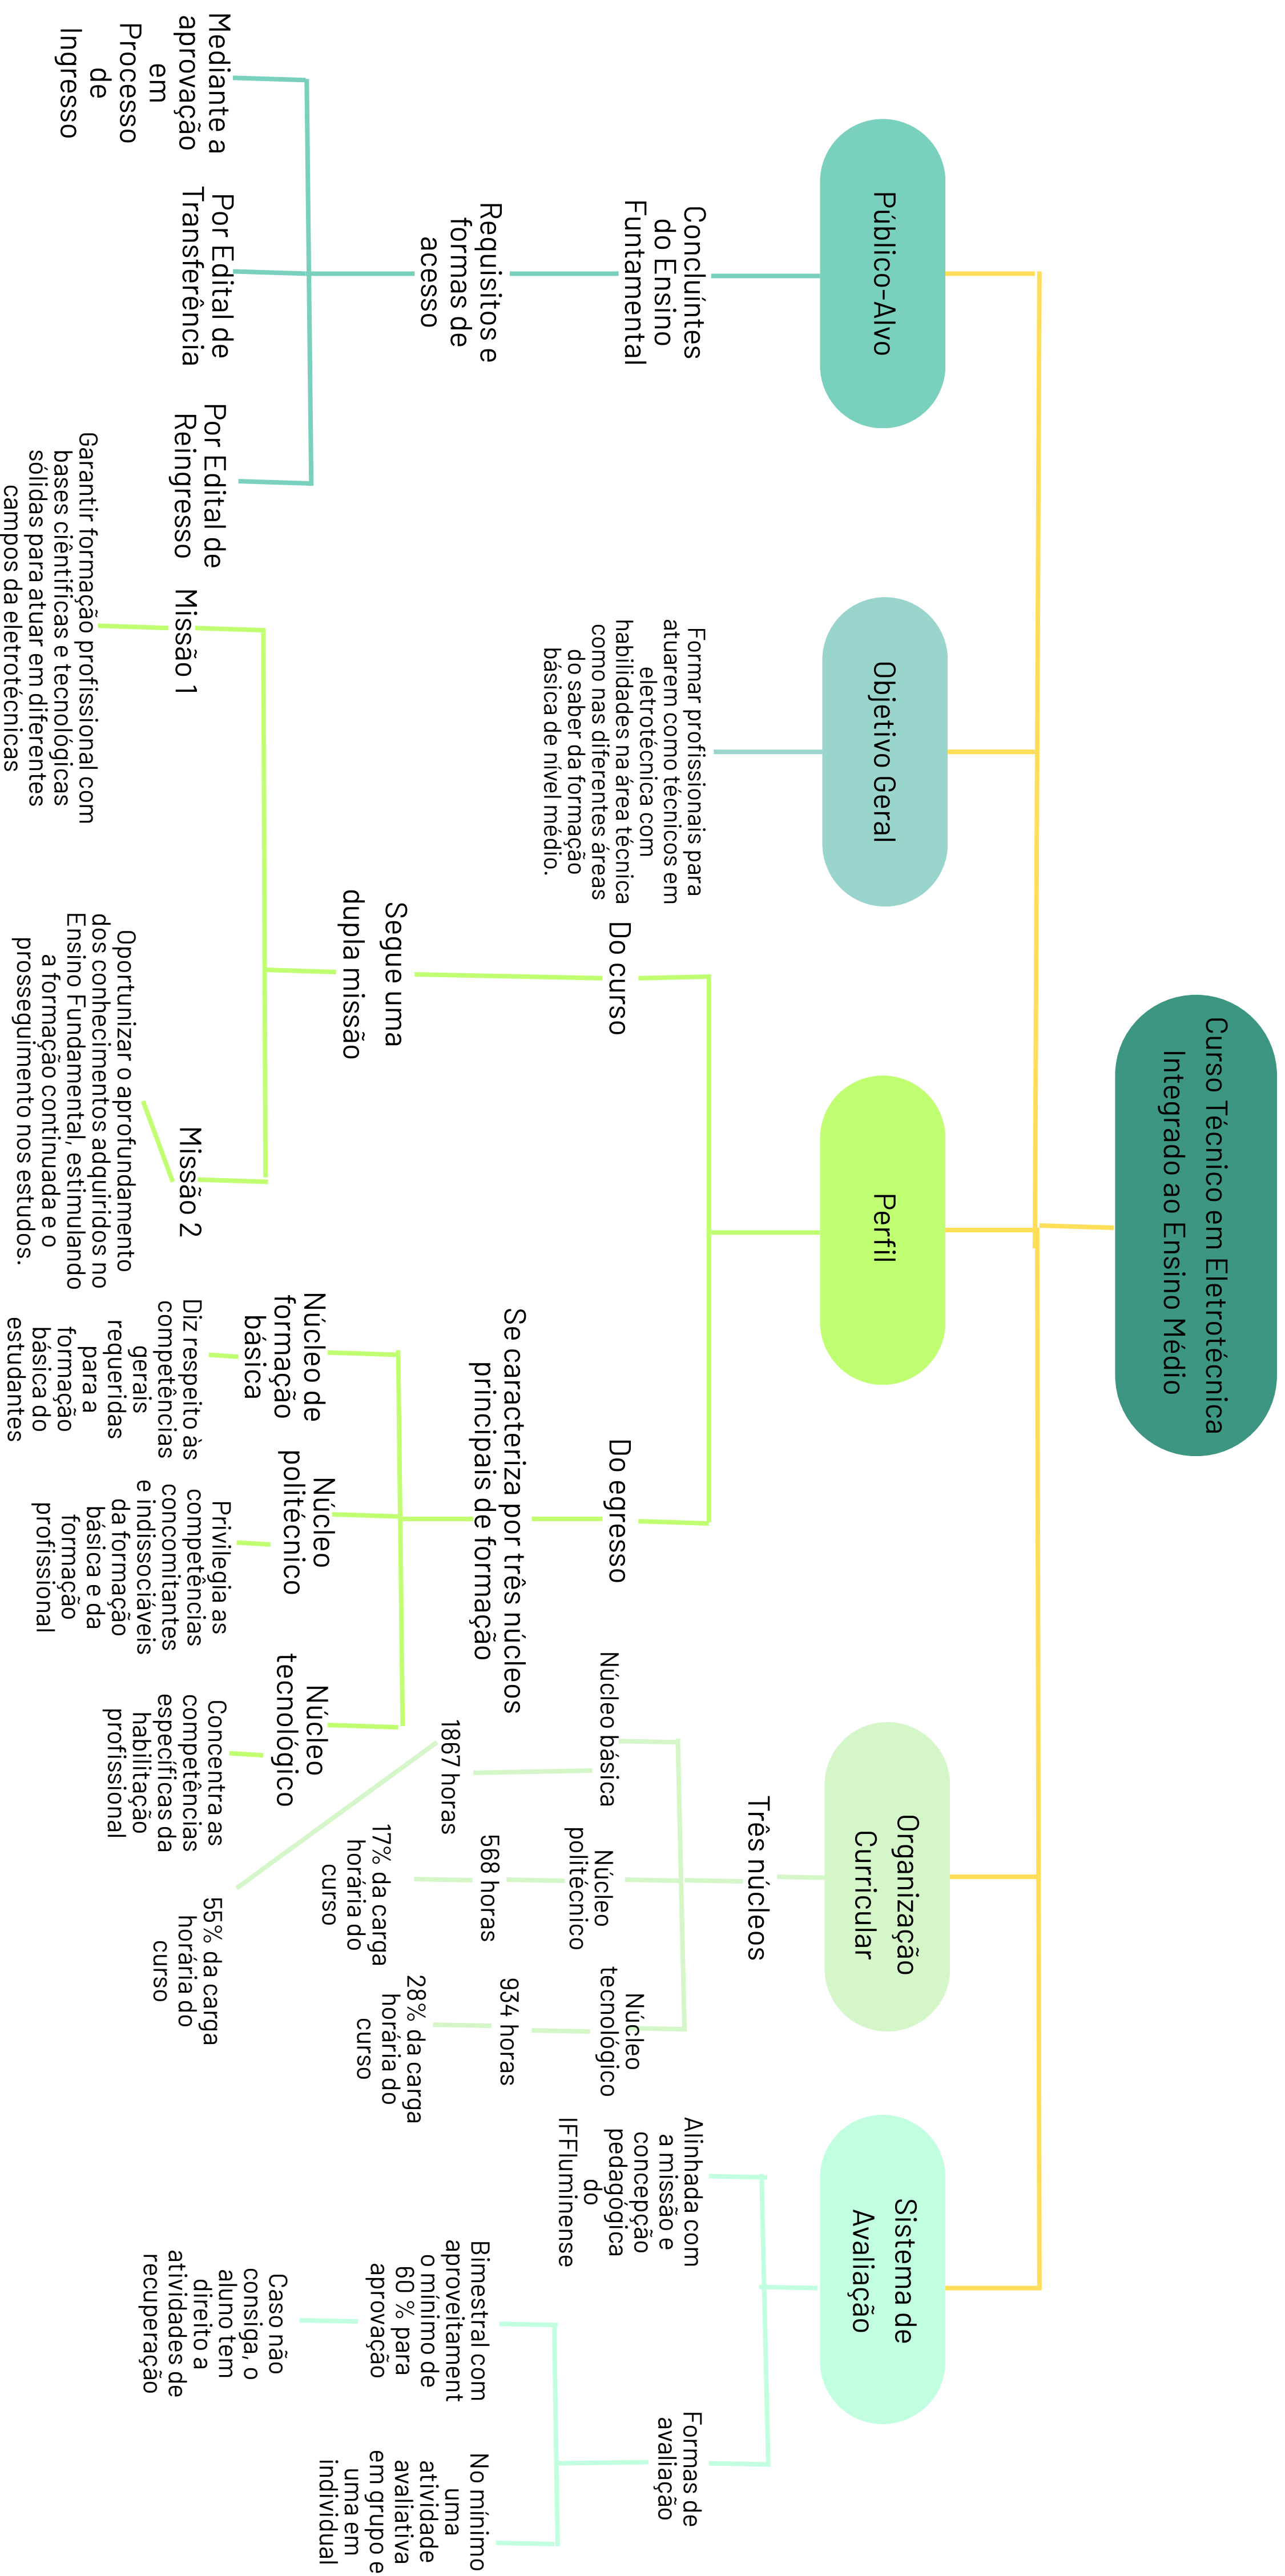 Curso Técnico em Eletrotécnica
Integrado ao Ensino Médio
Público-Alvo
Concluíntes
do Ensino
Funtamental
Requisitos e
formas de
acesso
Mediante a
aprovação
em
Processo
de
Ingresso
Por Edital de
Transferência
Por Edital de
Reingresso
Objetivo Geral
Formar profissionais para
atuarem como técnicos em
eletrotécnica com
habilidades na área técnica
como nas diferentes áreas
do saber da formação
básica de nível médio.
Perfil
Do curso
Segue uma
dupla missão
Missão 1
Garantir formação profissional com
bases ciêntificas e tecnológicas
sólidas para atuar em diferentes
campos da eletrotécnicas
Missão 2
Oportunizar o aprofundamento
dos conhecimentos adquiridos no
Ensino Fundamental, estimulando
a formação continuada e o
prosseguimento nos estudos.
Do egresso
Se caracteriza por três núcleos
principais de formação
Núcleo de
formação
básica
Diz respeito às
competências
gerais
requeridas
para a
formação
básica do
estudantes
Núcleo
politécnico
Privilegia as
competências
concomitantes
e indissociáveis
da formação
básica e da
formação
profissional
Núcleo
tecnológico
Concentra as
competências
específicas da
habilitação
profissional
Organização
Curricular
Três núcleos
Núcleo básica
1867 horas
55% da carga
horária do
curso
Núcleo
politécnico
568 horas
17% da carga
horária do
curso
Núcleo
tecnológico
934 horas
28% da carga
horária do
curso
Sistema de
Avaliação
Alinhada com
a missão e
concepção
pedagógica
do
IFFluminense
Formas de
avaliação
Bimestral com
aproveitament
o mínimo de
60 % para
aprovação
Caso não
consiga, o
aluno tem
direito a
atividades de
recuperação
No mínimo
uma
atividade
avaliativa
em grupo e
uma em
individual